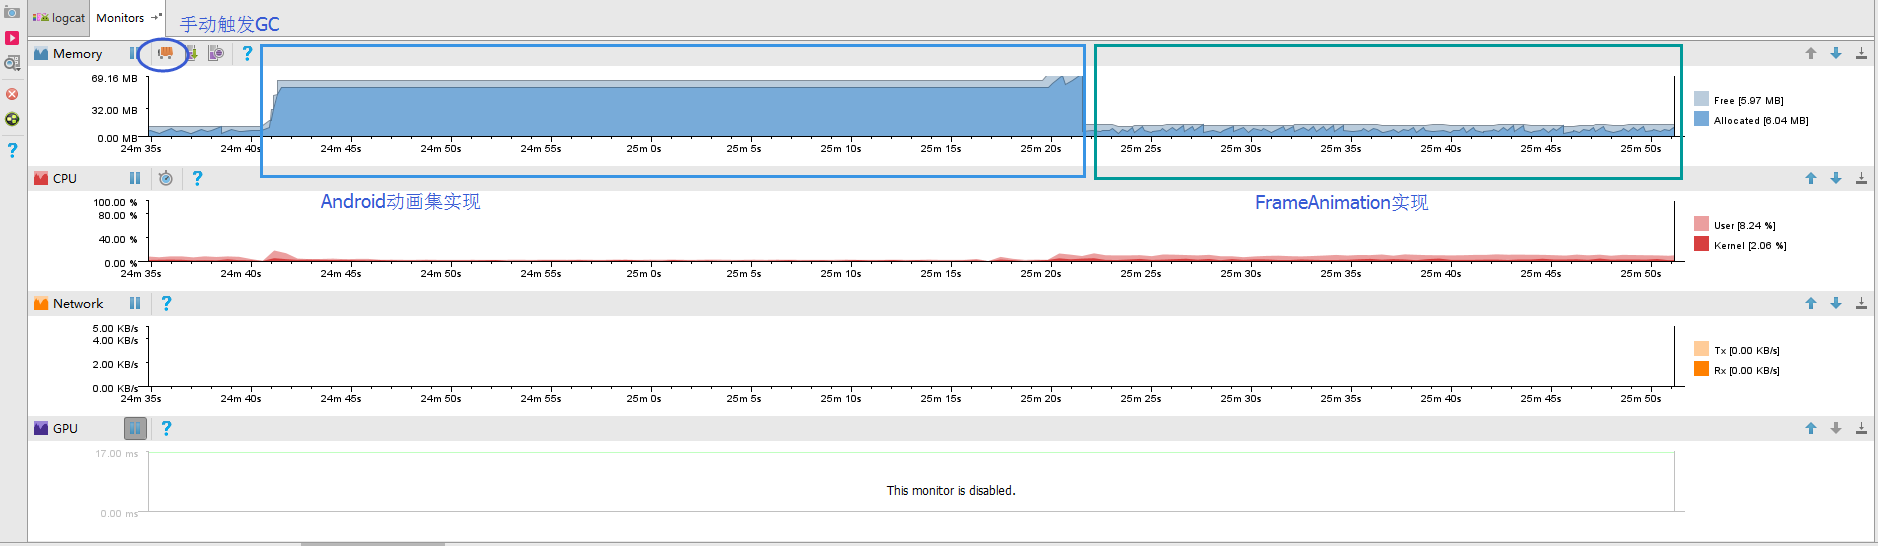 logcat
Monitors
手动触发GC
Memory
69.16 MB
32.00 MB
0.00 MB
24m 35s 24m 40s 24m 45s 24m 50s 24m 55s 25m 0s 25m 5s 25m 10s 25m 15s 25m 20s 25m 25s 25m 30s 25m 35s 25m 40s 25m 45s 25m 50s
Free [5.97 MB]
Allocated [6.04 MB]
CPU
Android动画集实现
FrameAnimation实现
100.00 %
80.00 %
40.00 %
0.00 %
24m 35s 24m 40s 24m 45s 24m 50s 24m 55s 25m 0s 25m 5s 25m 10s 25m 15s 25m 20s 25m 25s 25m 30s 25m 35s 25m 40s 25m 45s 25m 50s
User [8.24 %]
Kernel [2.06 %]
Network
5.00 KB/s
4.00 KB/s
2.00 KB/s
0.00 KB/s
24m 35s 24m 40s 24m 45s 24m 50s 24m 55s 25m 0s 25m 5s 25m 10s 25m 15s 25m 20s 25m 25s 25m 30s 25m 35s 25m 40s 25m 45s 25m 50s
Tx [0.00 KB/s]
Rx [0.00 KB/s]
GPU
17.00 ms
0.00 ms
This monitor is disabled.